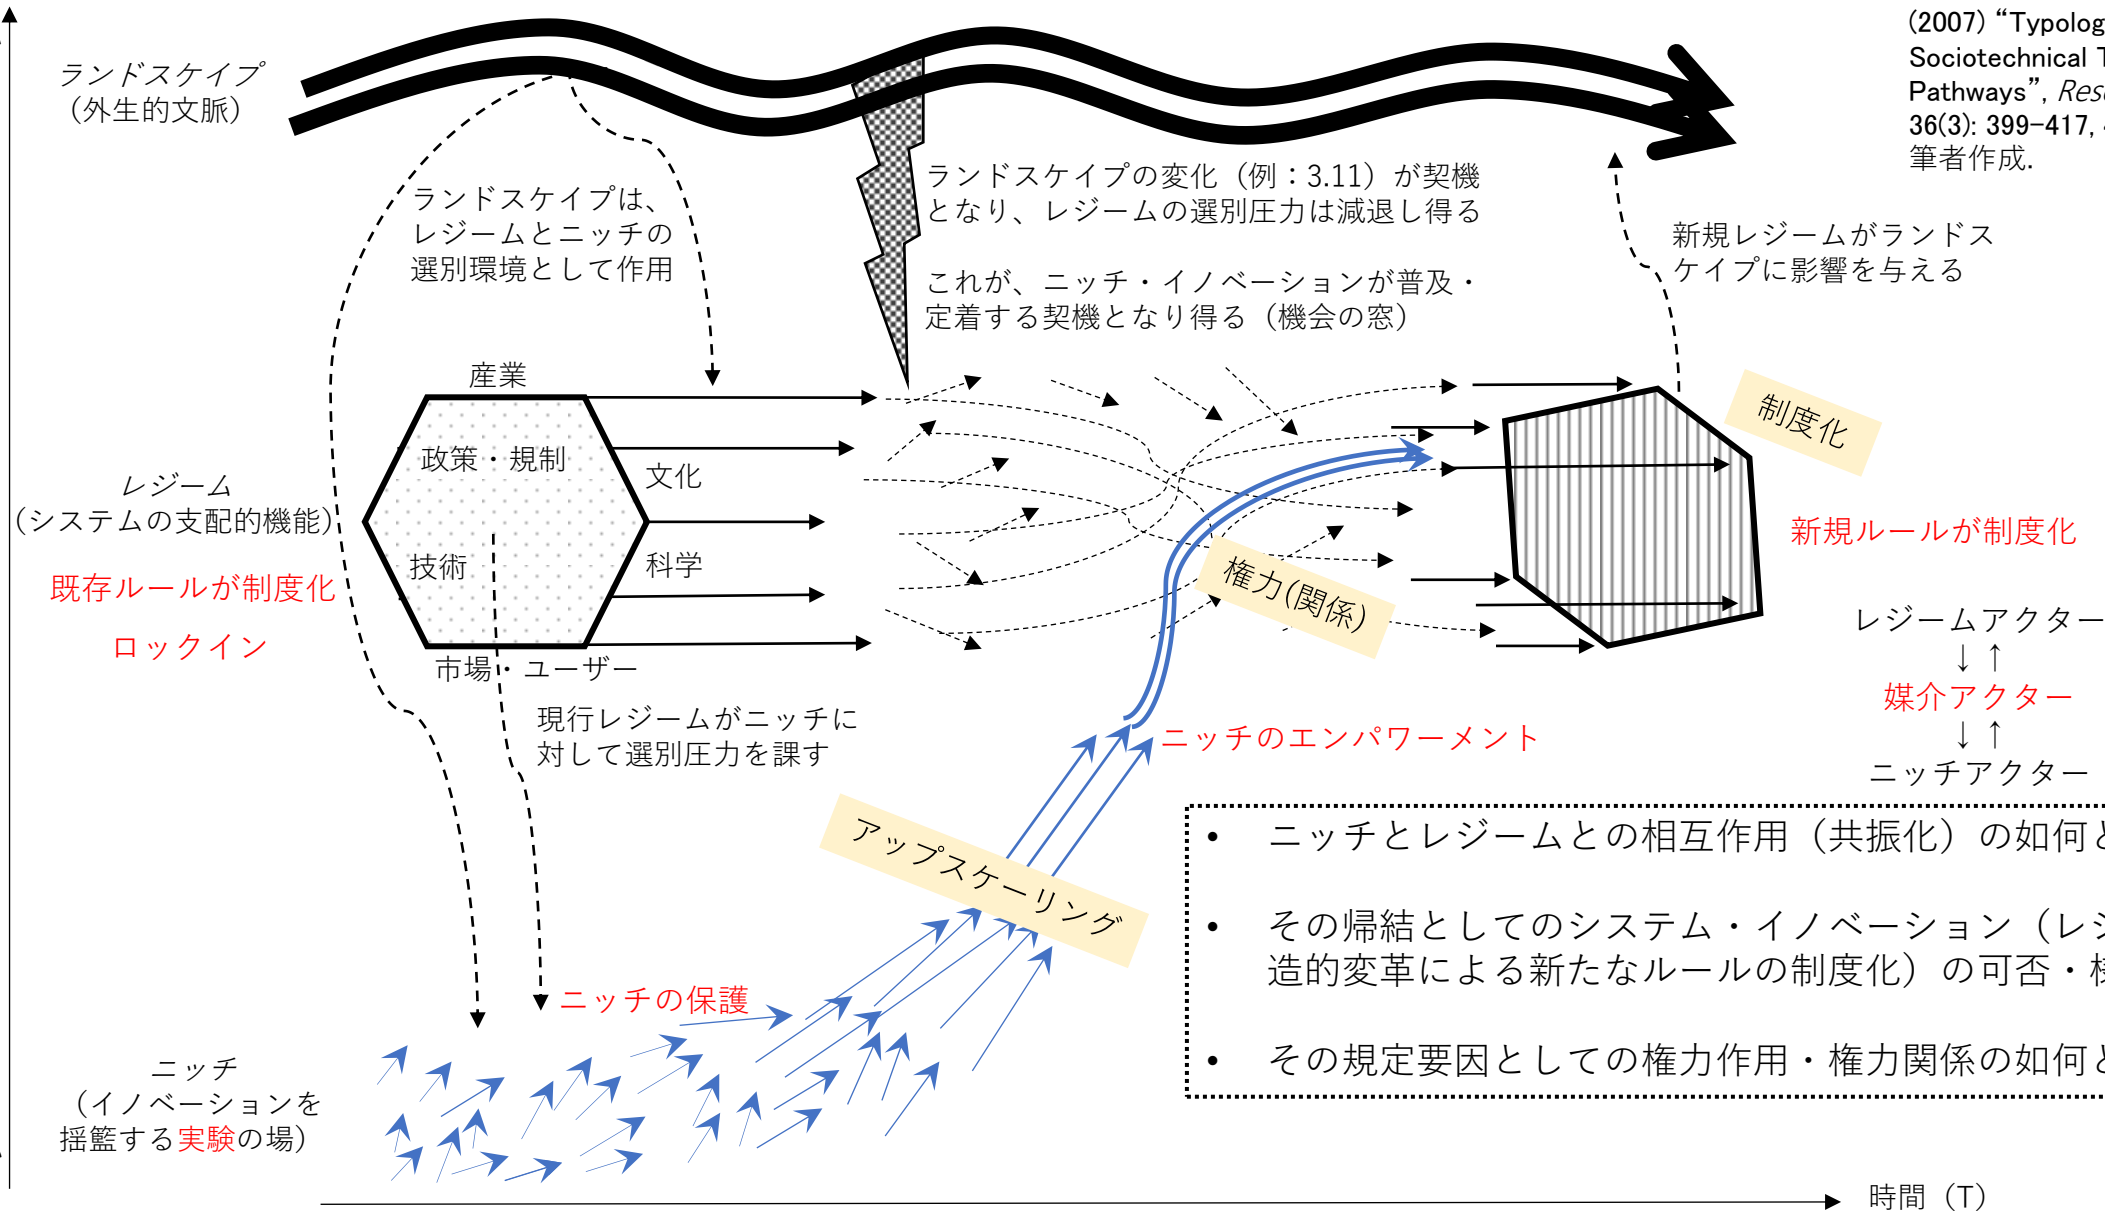 (2007) “Typolog
Sociotechnical T
Pathways”, Res
36(3): 399-417,
筆者作成.
ランドスケイプ
（外生的文脈）
ランドスケイプは、
レジームとニッチの
選別環境として作用
ランドスケイプの変化（例：3.11）が契機
となり、レジームの選別圧力は減退し得る
これが、ニッチ・イノベーションが普及・
定着する契機となり得る（機会の窓）
新規レジームがランドス
ケイプに影響を与える
産業
政策・規制
文化
技術
科学
市場・ユーザー
レジーム
（システムの支配的機能）
既存ルールが制度化
ロックイン
制度化
権力(関係)
新規ルールが制度化
レジームアクター
↓ ↑
媒介アクター
↓ ↑
ニッチアクター
現行レジームがニッチに
対して選別圧力を課す
ニッチのエンパワーメント
アップスケーリング
• ニッチとレジームとの相互作用（共振化）の如何と
• その帰結としてのシステム・イノベーション（レジ
造的変革による新たなルールの制度化）の可否・様
• その規定要因としての権力作用・権力関係の如何と
ニッチの保護
ニッチ
（イノベーションを
揺籃する実験の場）
時間（T）